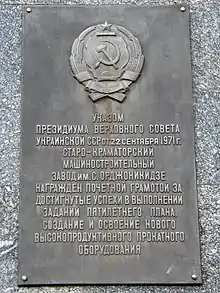 УКАЗОМ
ПРЕЗИДИУМА ВЕРХОВНОГО СОВЕТА
УКРАИНСКОЙ ССР ОТ 22 СЕНТЯБРЯ 1971 Г.
СТАРО-КРАМАТОРСКИЙ
МАШИНОСТРОИТЕЛЬНЫЙ
ЗАВОД ИМ. С. ОРДЖОНИКИДЗЕ
НАГРАЖДЕН ПОЧЕТНОЙ ГРАМОТОЙ ЗА
ДОСТИГНУТЫЕ УСПЕХИ В ВЫПОЛНЕНИИ
ЗАДАНИЙ ПЯТИЛЕТНЕГО ПЛАНА,
СОЗДАНИЕ И ОСВОЕНИЕ НОВОГО
ВЫСОКОПРОДУКТИВНОГО ПРОКАТНОГО
ОБОРУДОВАНИЯ